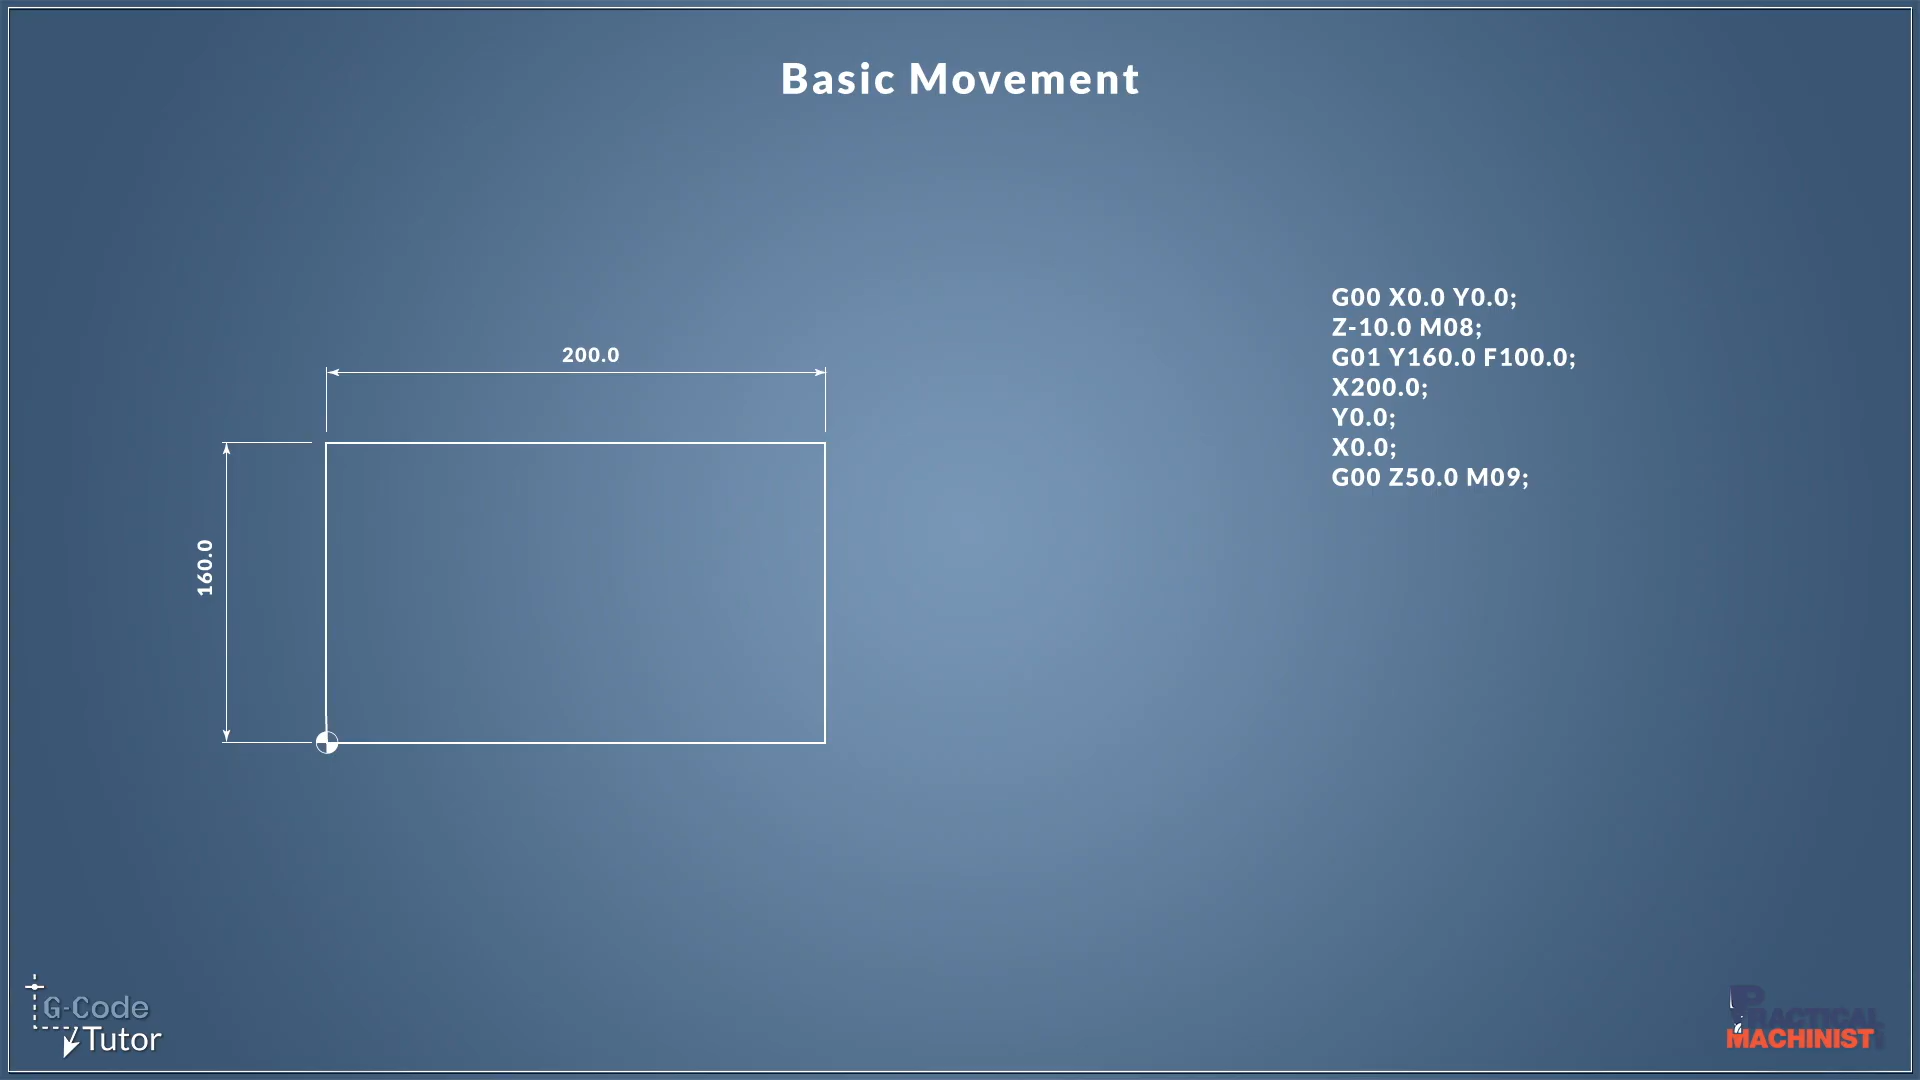 Basic Movement
200.0
160.0
G00 X0.0 Y0.0;
Z-10.0 M08;
G01 Y160.0 F100.0;
X200.0;
Y0.0;
X0.0;
G00 Z50.0 M09;
G-Code
Tutor
PRACTICAL
MACHINIST